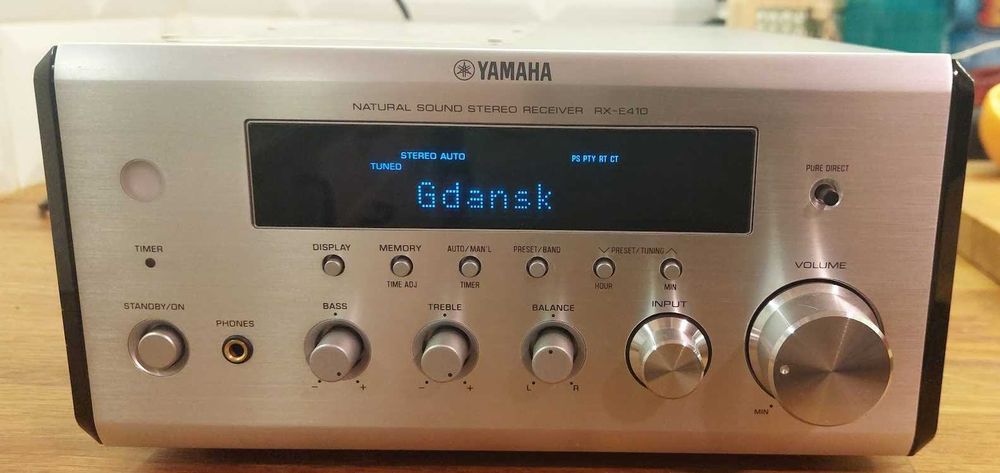 YAMAHA
NATURAL SOUND STEREO RECEIVER RX-E410
STEREO AUTO PS PTY RT CT
TUNED
Gdansk
PURE DIRECT
TIMER
DISPLAY MEMORY AUTO/MAN'L PRESET/BAND PRESET/TUNING
VOLUME
TIME ADJ TIMER HOUR MIN
STANDBY/ON BASS TREBLE BALANCE INPUT
PHONES
– + – + L R
MIN